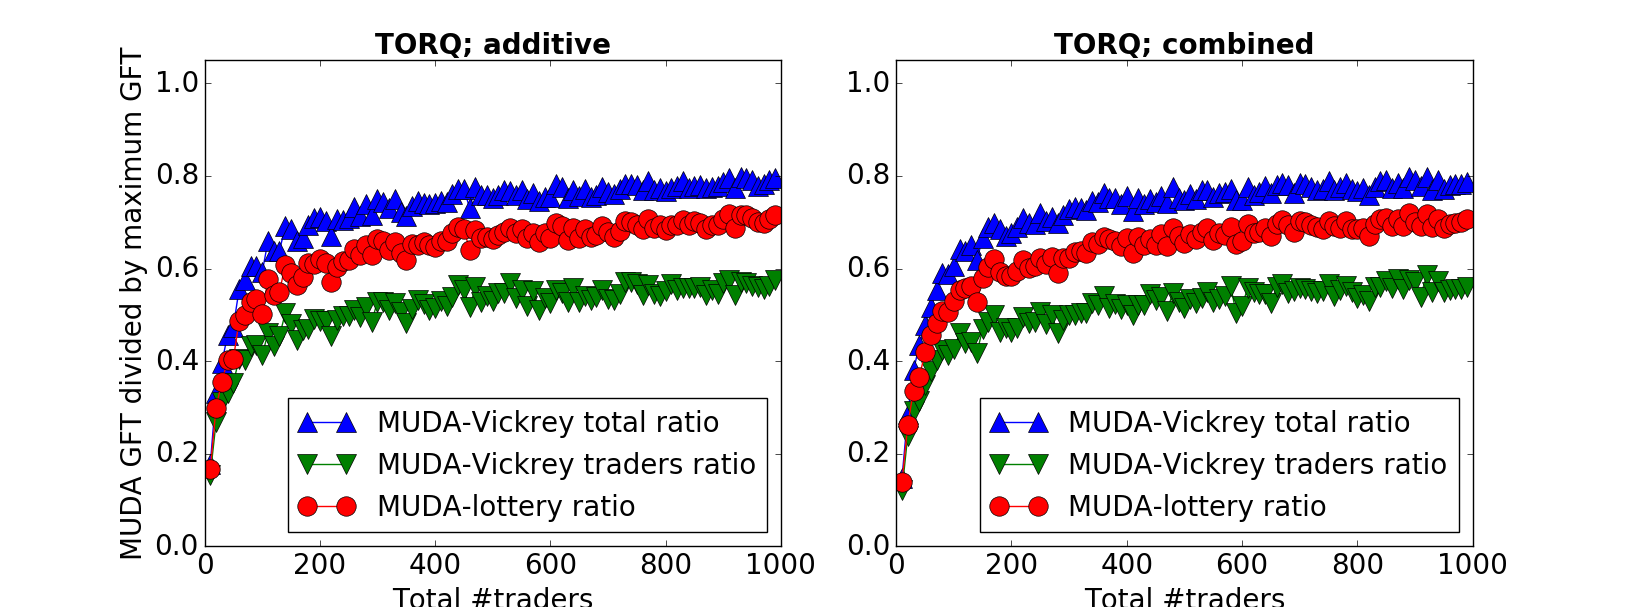 TORQ; additive
MUDA GFT divided by maximum GFT
1.0
0.8
0.6
0.4
0.2
0.0
MUDA-Vickrey total ratio
MUDA-Vickrey traders ratio
MUDA-lottery ratio
0 200 400 600 800 1000
Total #traders
TORQ; combined
1.0
0.8
0.6
0.4
0.2
0.0
MUDA-Vickrey total ratio
MUDA-Vickrey traders ratio
MUDA-lottery ratio
0 200 400 600 800 1000
Total #traders